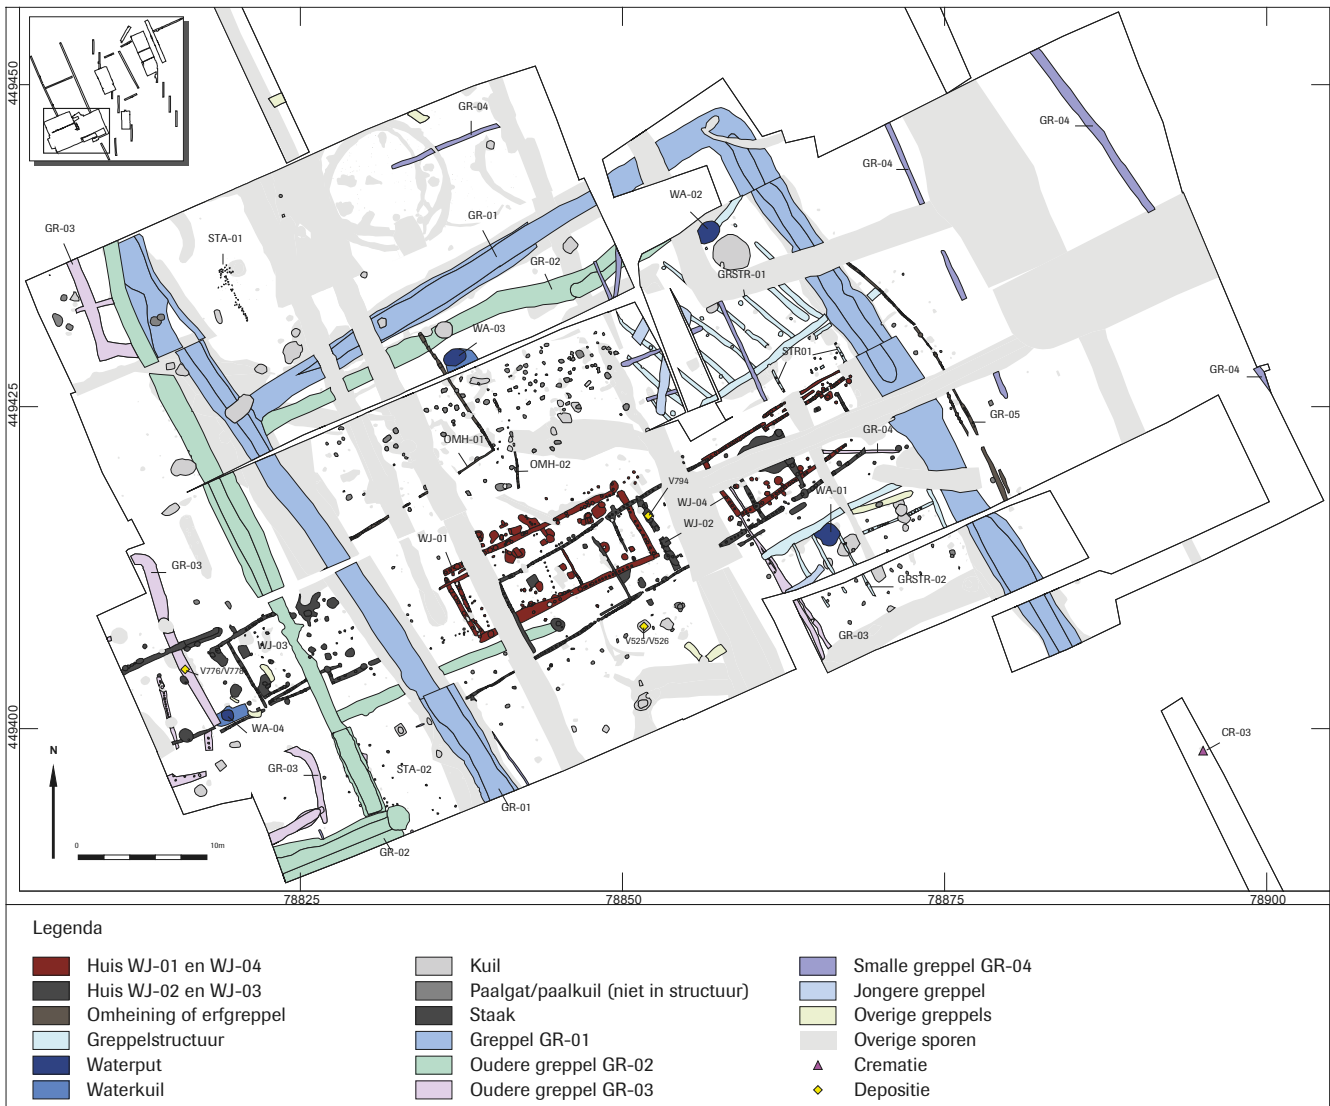 449450
GR-04
GR-04
GR-04
WA-02
GR-03
STA-01
GR-01
GR-02
GRSTR-01
WA-03
STR01
GR-04
449425
GR-05
GR-04
OMH-01
OMH-02
V794
WA-01
WJ-04
WJ-02
WJ-01
GR-03
GRSTR-02
WJ-03
V525/V526
GR-03
V776/V778
WA-04
449400
CR-03
N
GR-03
STA-02
GR-01
0 10m
GR-02
78825 78850 78875 78900
Legenda
Huis WJ-01 en WJ-04
Huis WJ-02 en WJ-03
Omheining of erfgreppel
Greppelstructuur
Waterput
Waterkuil
Kuil
Paalgat/paalkuil (niet in structuur)
Staak
Greppel GR-01
Oudere greppel GR-02
Oudere greppel GR-03
Smalle greppel GR-04
Jongere greppel
Overige greppels
Overige sporen
Crematie
Depositie